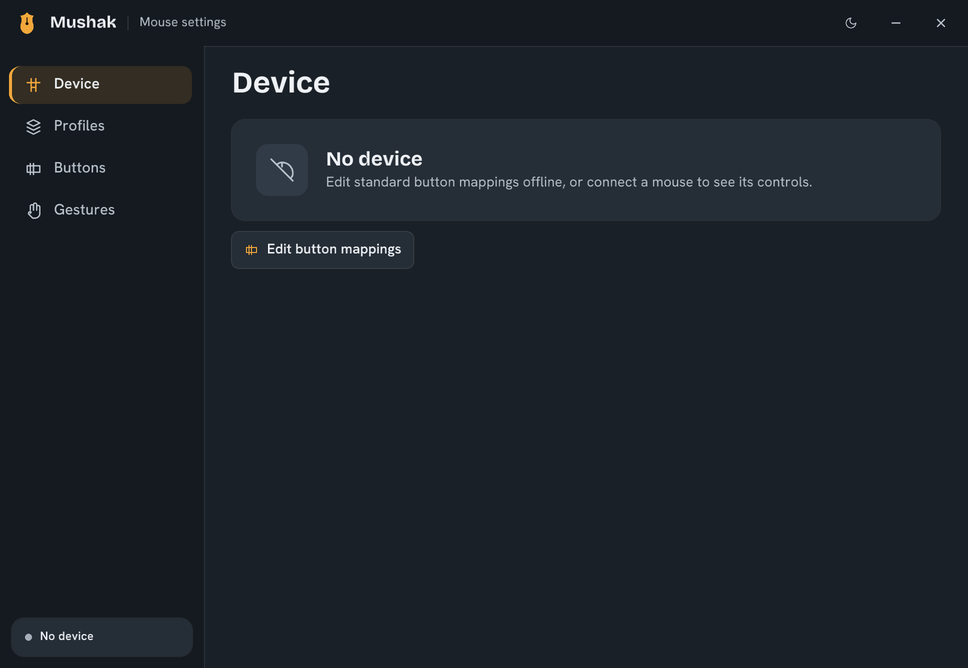 Mushak
Mouse settings
Device
Profiles
Buttons
Gestures
No device
Device
No device
Edit standard button mappings offline, or connect a mouse to see its controls.
Edit button mappings